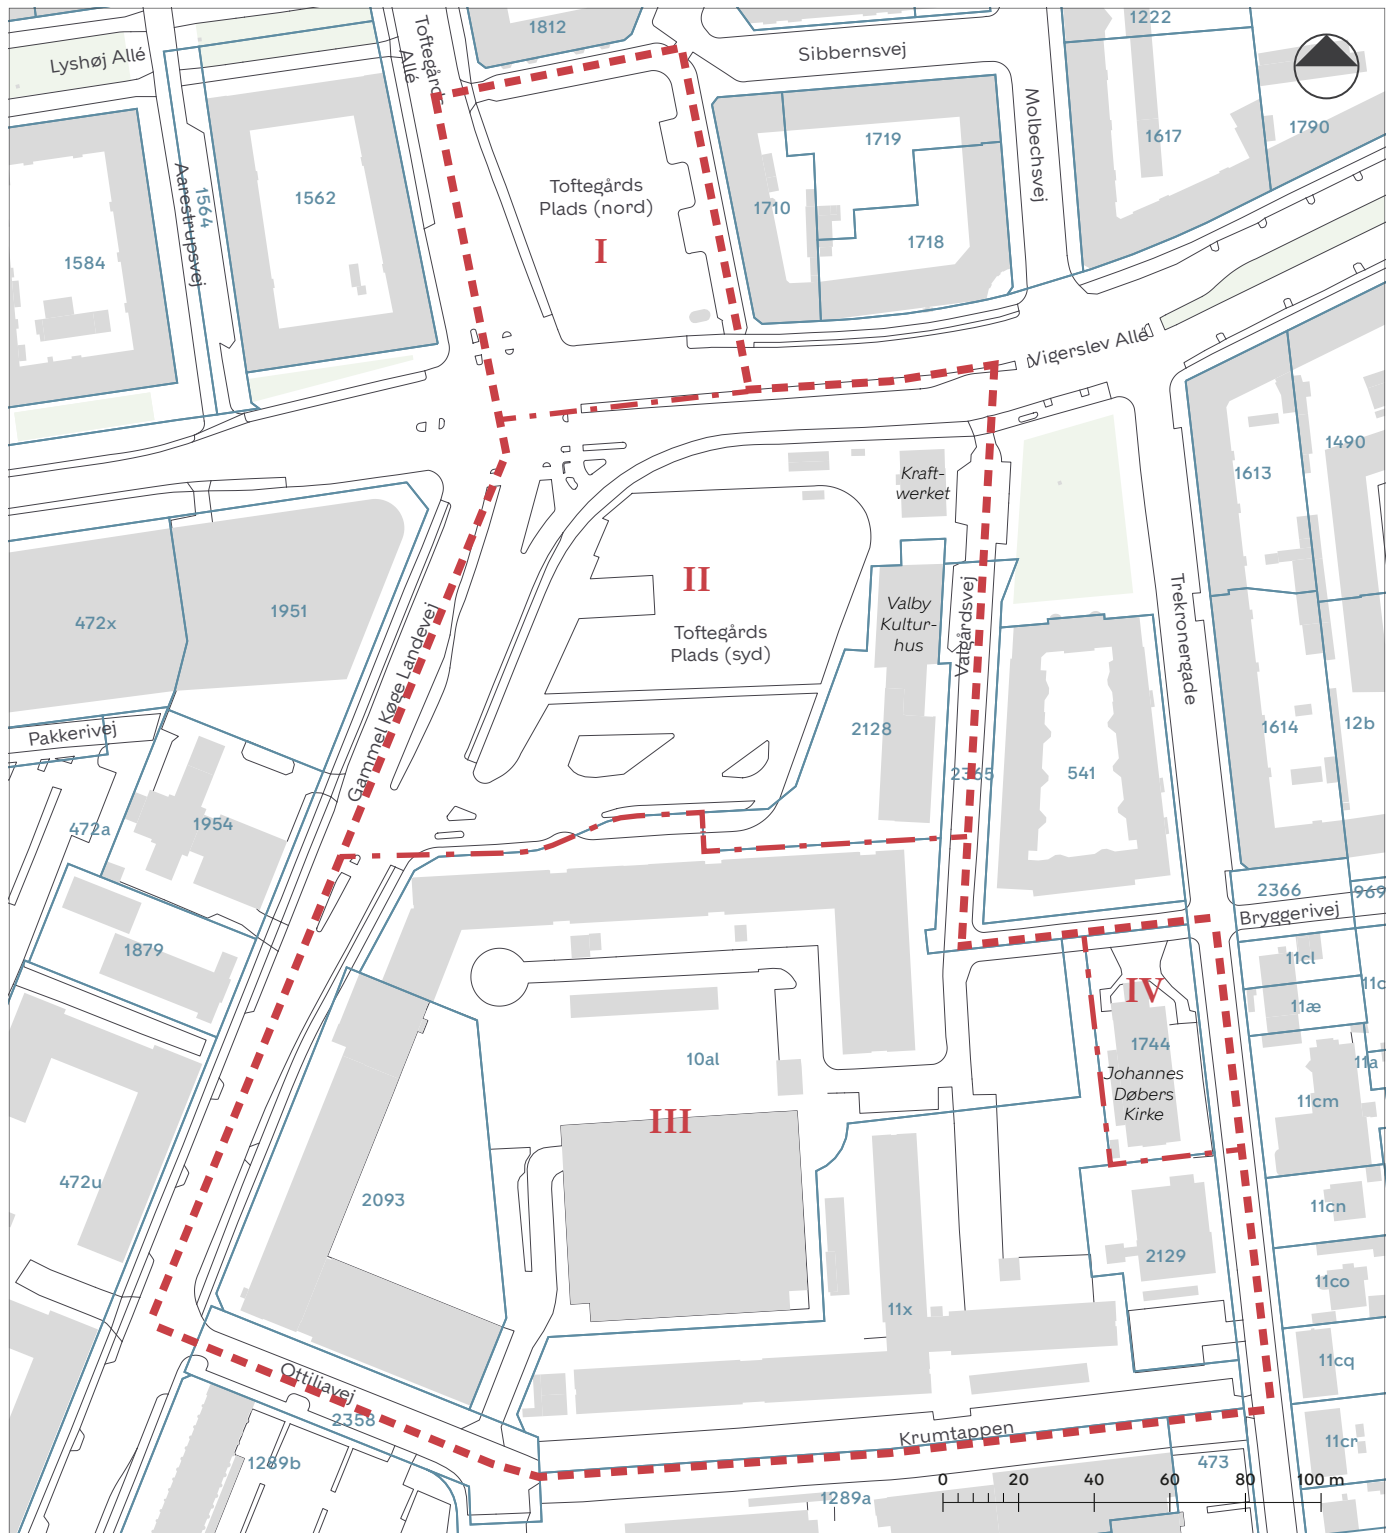 1812
1222
Toftegårds
Allé
Lyshøj Allé
Sibbernsvej
Molbechsvej
1790
1617
1719
Toftegårds
Plads (nord)
I
1562
1564
Aarestrupsvej
1710
1718
1584
Vigerslev Allé
1490
1613
Kraft-
werket
II
Toftegårds
Plads (syd)
Valby
Kultur-
hus
Valgårdsvej
Trekronergade
472x
1951
Gammel Køge Landevej
Pakkerivej
2128
1614
12b
2365
541
472a
1954
2366
969
Bryggerivej
1879
11cl
11c
11æ
IV
1744
Johannes
Døbers
Kirke
10al
11a
11cm
III
472u
2093
11cn
2129
11co
11x
11cq
Ottiliavej
2358
Krumtappen
11cr
1289b
473
1289a
0 20 40 60 80 100 m